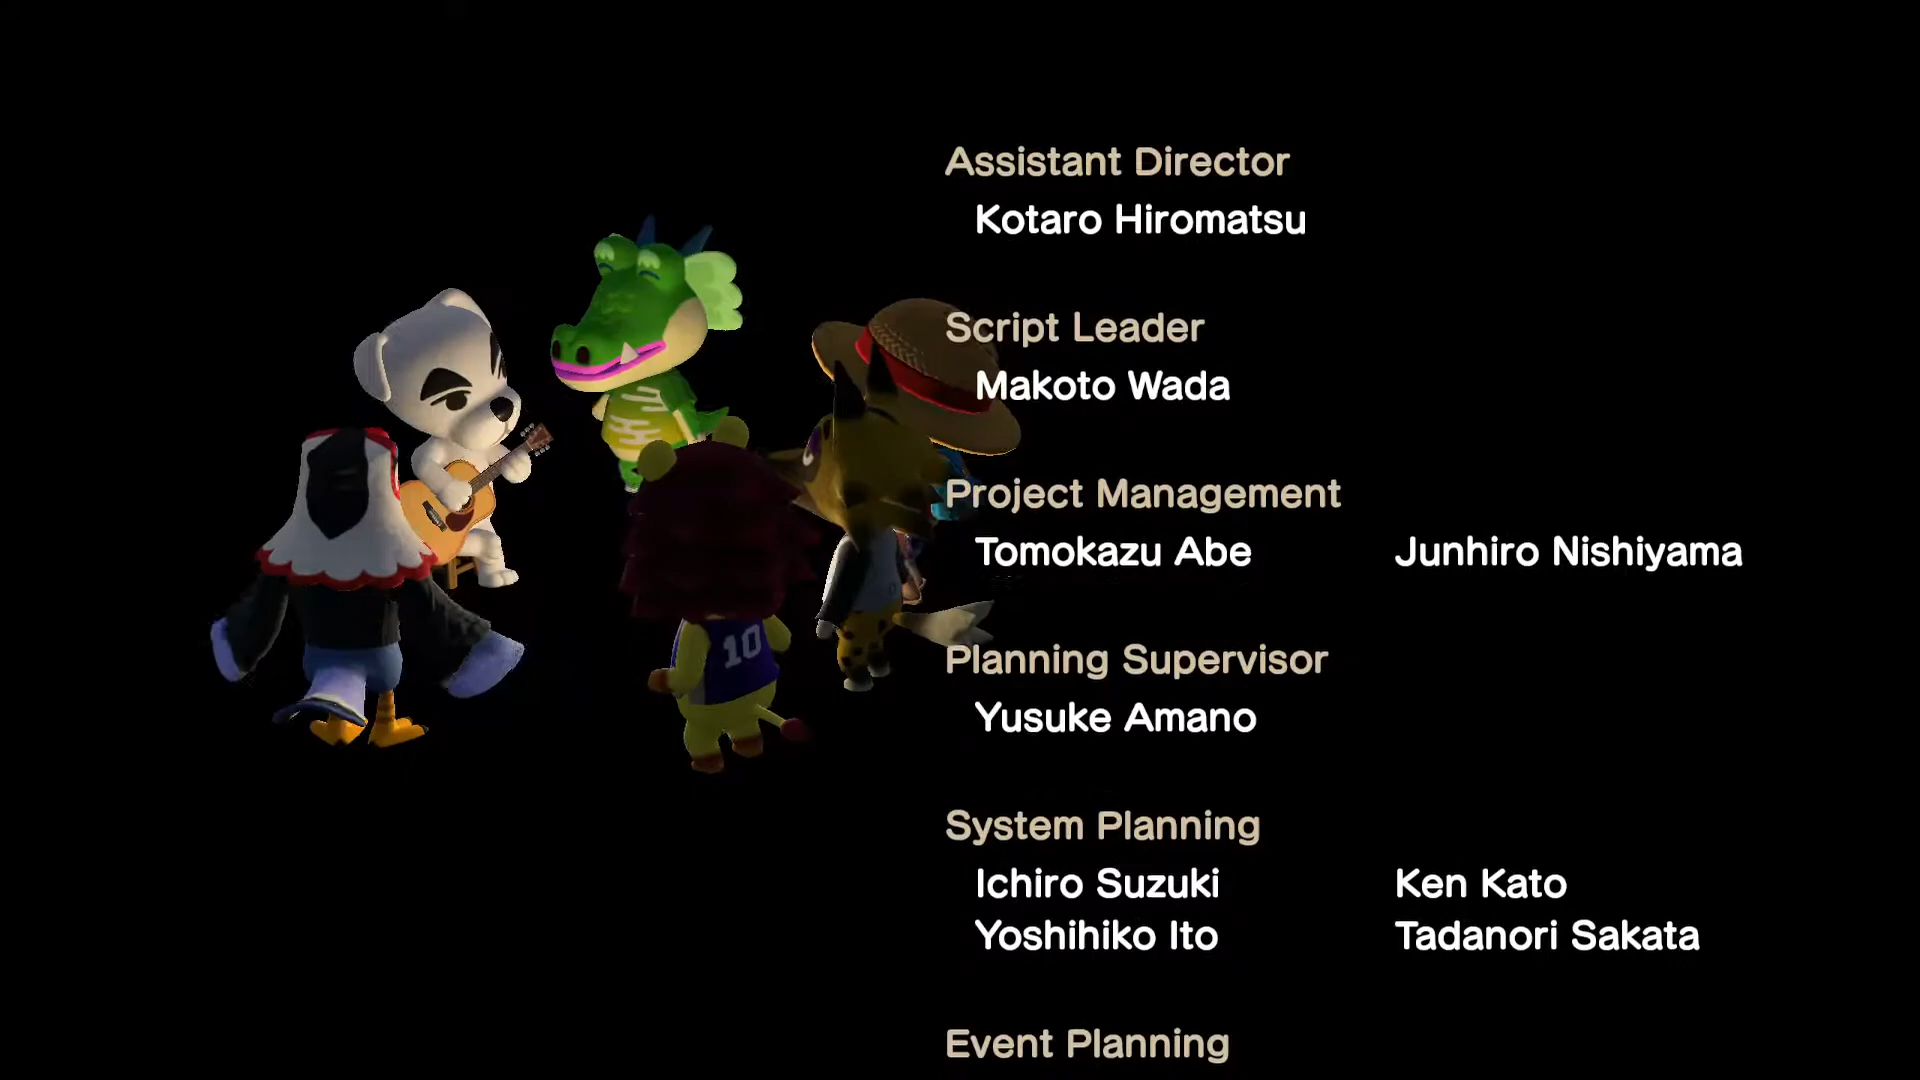 Assistant Director
Kotaro Hiromatsu
Script Leader
Makoto Wada
Project Management
Tomokazu Abe Junhiro Nishiyama
Planning Supervisor
Yusuke Amano
System Planning
Ichiro Suzuki Ken Kato
Yoshihiko Ito Tadanori Sakata
Event Planning
10